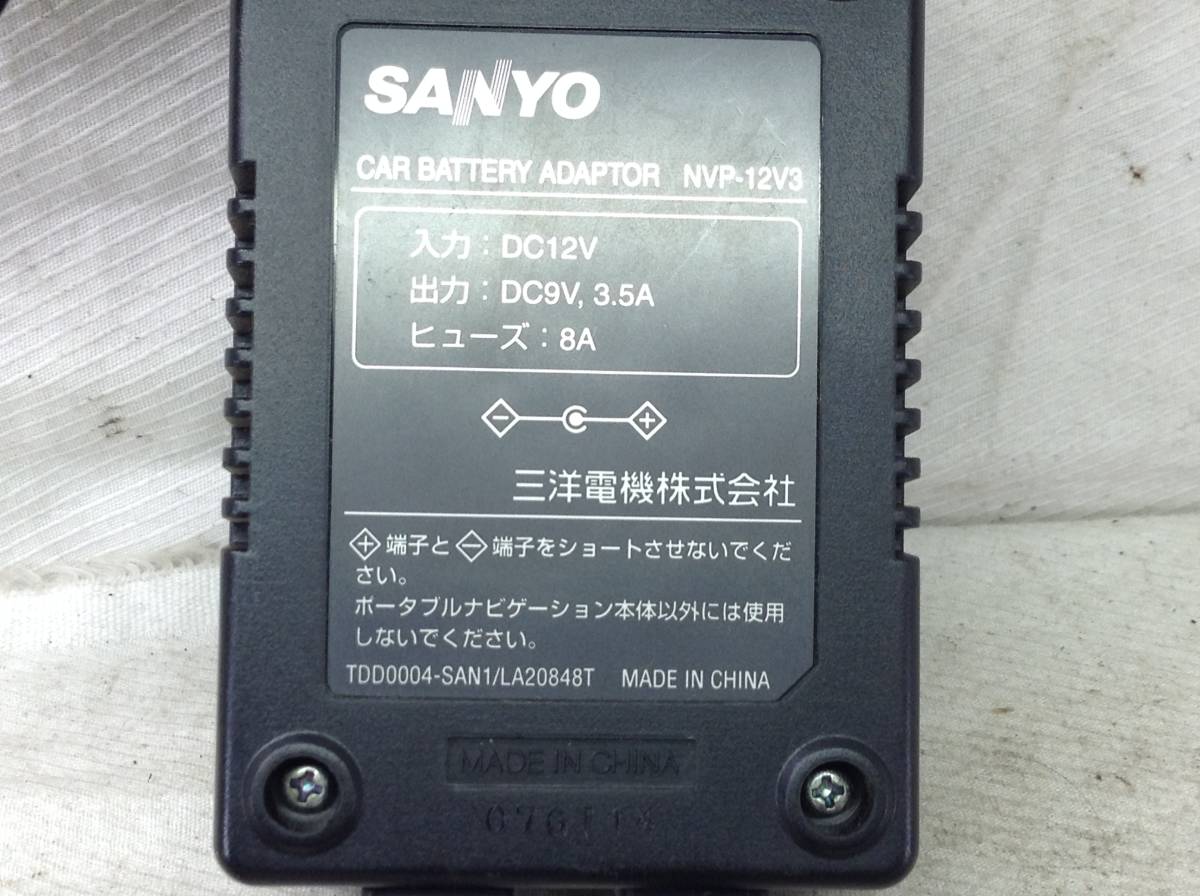 SANYO
CAR BATTERY ADAPTOR NVP-12V3
入力：DC12V
出力：DC9V, 3.5A
ヒューズ：8A
三洋電機株式会社
端子と 端子をショートさせないでくだ
さい。
ポータブルナビゲーション本体以外には使用
しないでください。
TDD0004-SAN1/LA20848T MADE IN CHINA
MADE IN CHINA